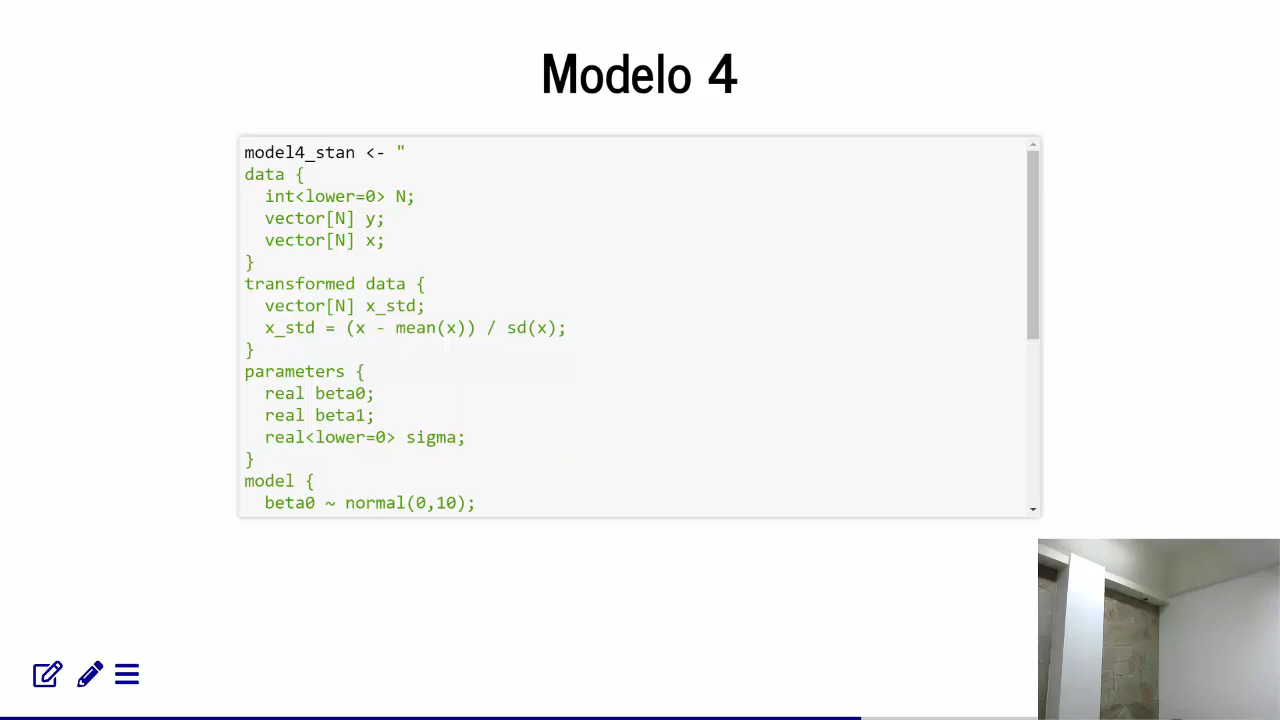 Modelo 4
model4_stan <- "
data {
  int<lower=0> N;
  vector[N] y;
  vector[N] x;
}
transformed data {
  vector[N] x_std;
  x_std = (x - mean(x)) / sd(x);
}
parameters {
  real beta0;
  real beta1;
  real<lower=0> sigma;
}
model {
  beta0 ~ normal(0,10);